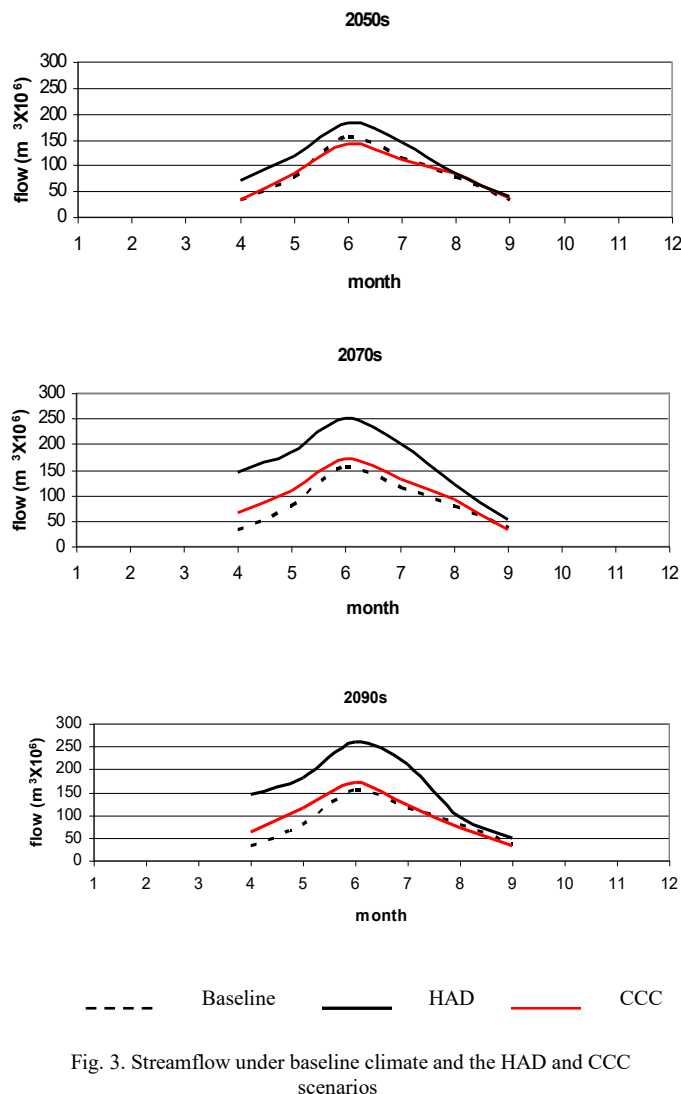 2050s
300
250
200
150
100
50
0
flow (m ³X10⁶)
1 2 3 4 5 6 7 8 9 10 11 12
month
2070s
300
250
200
150
100
50
0
flow (m ³X10⁶)
1 2 3 4 5 6 7 8 9 10 11 12
month
2090s
300
250
200
150
100
50
0
flow (m ³X10⁶)
1 2 3 4 5 6 7 8 9 10 11 12
month
Baseline HAD CCC
Fig. 3. Streamflow under baseline climate and the HAD and CCC
scenarios